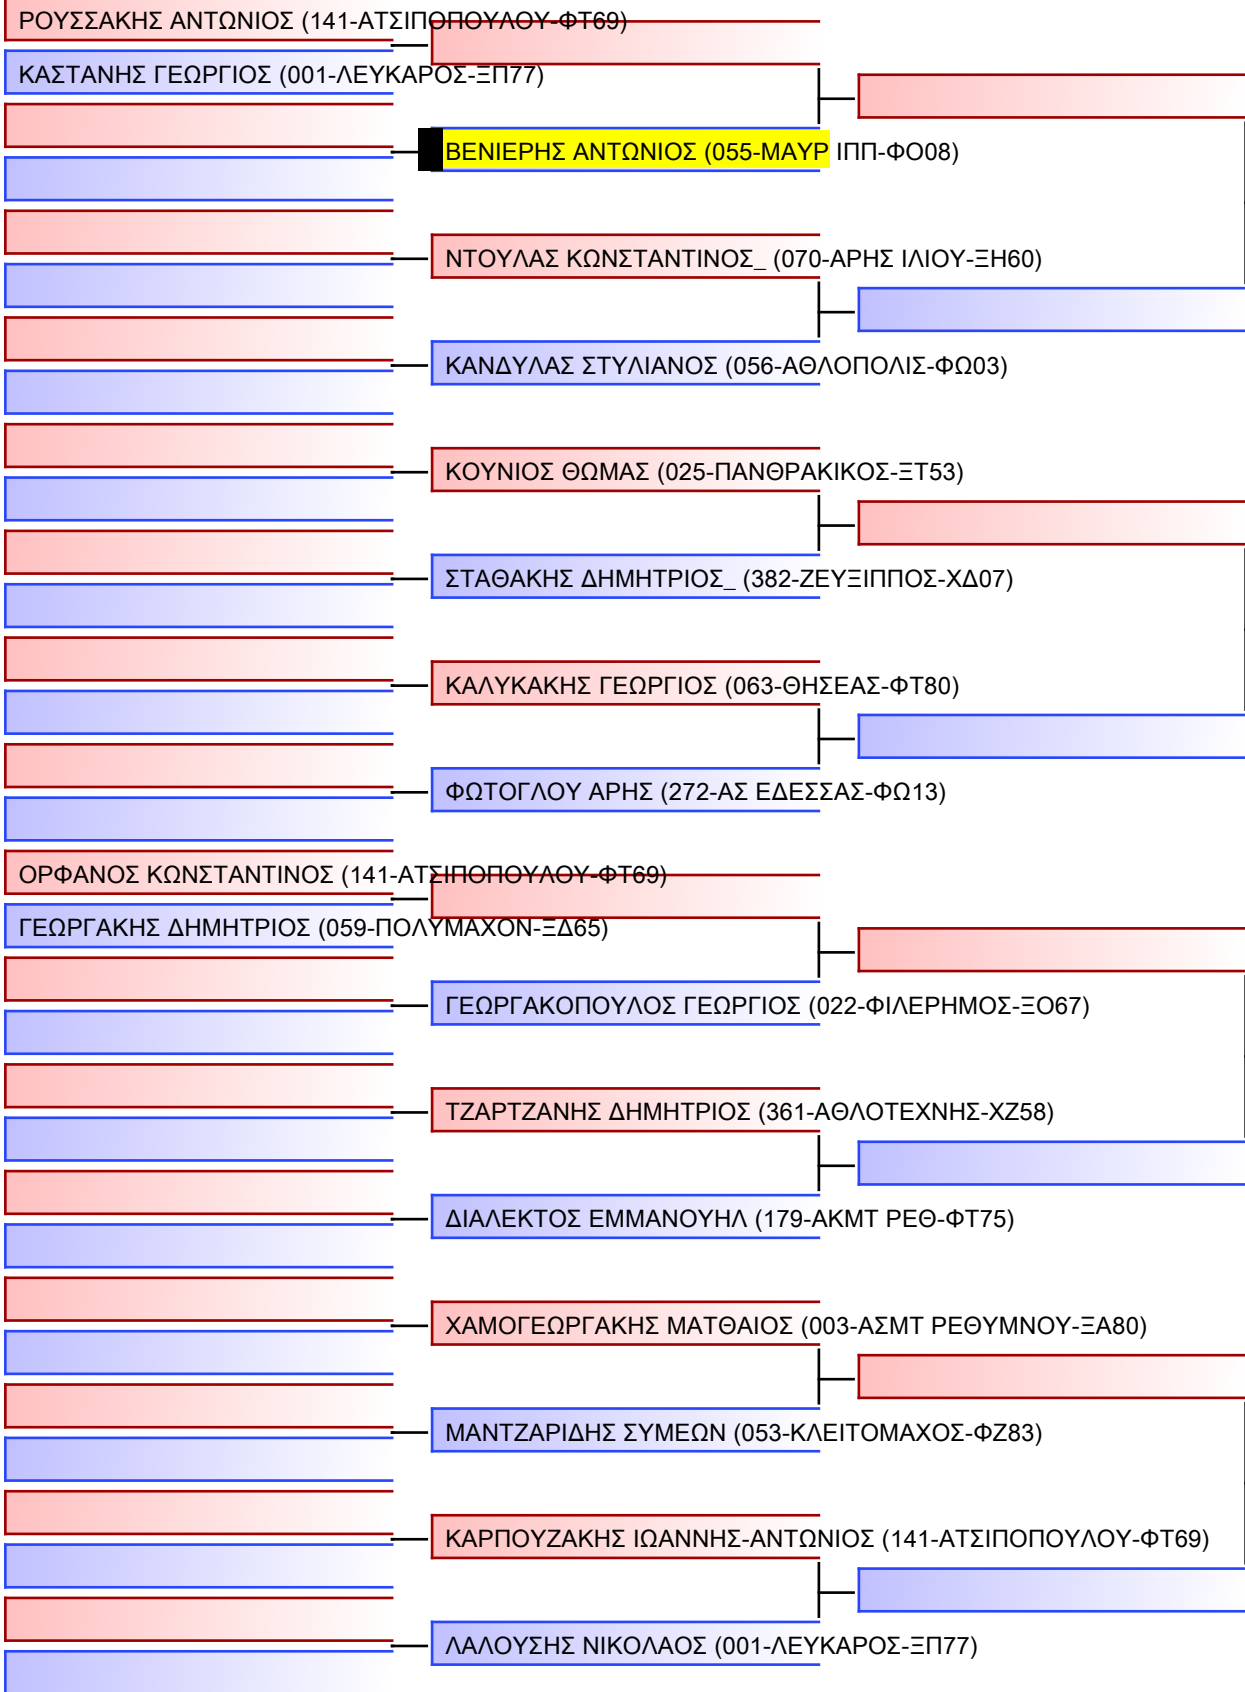 ΡΟΥΣΣΑΚΗΣ ΑΝΤΩΝΙΟΣ (141-ΑΤΣΙΠΟΠΟΥΛΟΥ-ΦΤ69)
ΚΑΣΤΑΝΗΣ ΓΕΩΡΓΙΟΣ (001-ΛΕΥΚΑΡΟΣ-ΞΠ77)
ΒΕΝΙΕΡΗΣ ΑΝΤΩΝΙΟΣ (055-ΜΑΥΡ ΙΠΠ-ΦΟ08)
ΝΤΟΥΛΑΣ ΚΩΝΣΤΑΝΤΙΝΟΣ_ (070-ΑΡΗΣ ΙΛΙΟΥ-ΞΗ60)
ΚΑΝΔΥΛΑΣ ΣΤΥΛΙΑΝΟΣ (056-ΑΘΛΟΠΟΛΙΣ-ΦΩ03)
ΚΟΥΝΙΟΣ ΘΩΜΑΣ (025-ΠΑΝΘΡΑΚΙΚΟΣ-ΞΤ53)
ΣΤΑΘΑΚΗΣ ΔΗΜΗΤΡΙΟΣ_ (382-ΖΕΥΞΙΠΠΟΣ-ΧΔ07)
ΚΑΛΥΚΑΚΗΣ ΓΕΩΡΓΙΟΣ (063-ΘΗΣΕΑΣ-ΦΤ80)
ΦΩΤΟΓΛΟΥ ΑΡΗΣ (272-ΑΣ ΕΔΕΣΣΑΣ-ΦΩ13)
ΟΡΦΑΝΟΣ ΚΩΝΣΤΑΝΤΙΝΟΣ (141-ΑΤΣΙΠΟΠΟΥΛΟΥ-ΦΤ69)
ΓΕΩΡΓΑΚΗΣ ΔΗΜΗΤΡΙΟΣ (059-ΠΟΛΥΜΑΧΟΝ-ΞΔ65)
ΓΕΩΡΓΑΚΟΠΟΥΛΟΣ ΓΕΩΡΓΙΟΣ (022-ΦΙΛΕΡΗΜΟΣ-ΞΟ67)
ΤΖΑΡΤΖΑΝΗΣ ΔΗΜΗΤΡΙΟΣ (361-ΑΘΛΟΤΕΧΝΗΣ-ΧΖ58)
ΔΙΑΛΕΚΤΟΣ ΕΜΜΑΝΟΥΗΛ (179-ΑΚΜΤ ΡΕΘ-ΦΤ75)
ΧΑΜΟΓΕΩΡΓΑΚΗΣ ΜΑΤΘΑΙΟΣ (003-ΑΣΜΤ ΡΕΘΥΜΝΟΥ-ΞΑ80)
ΜΑΝΤΖΑΡΙΔΗΣ ΣΥΜΕΩΝ (053-ΚΛΕΙΤΟΜΑΧΟΣ-ΦΖ83)
ΚΑΡΠΟΥΖΑΚΗΣ ΙΩΑΝΝΗΣ-ΑΝΤΩΝΙΟΣ (141-ΑΤΣΙΠΟΠΟΥΛΟΥ-ΦΤ69)
ΛΑΛΟΥΣΗΣ ΝΙΚΟΛΑΟΣ (001-ΛΕΥΚΑΡΟΣ-ΞΠ77)